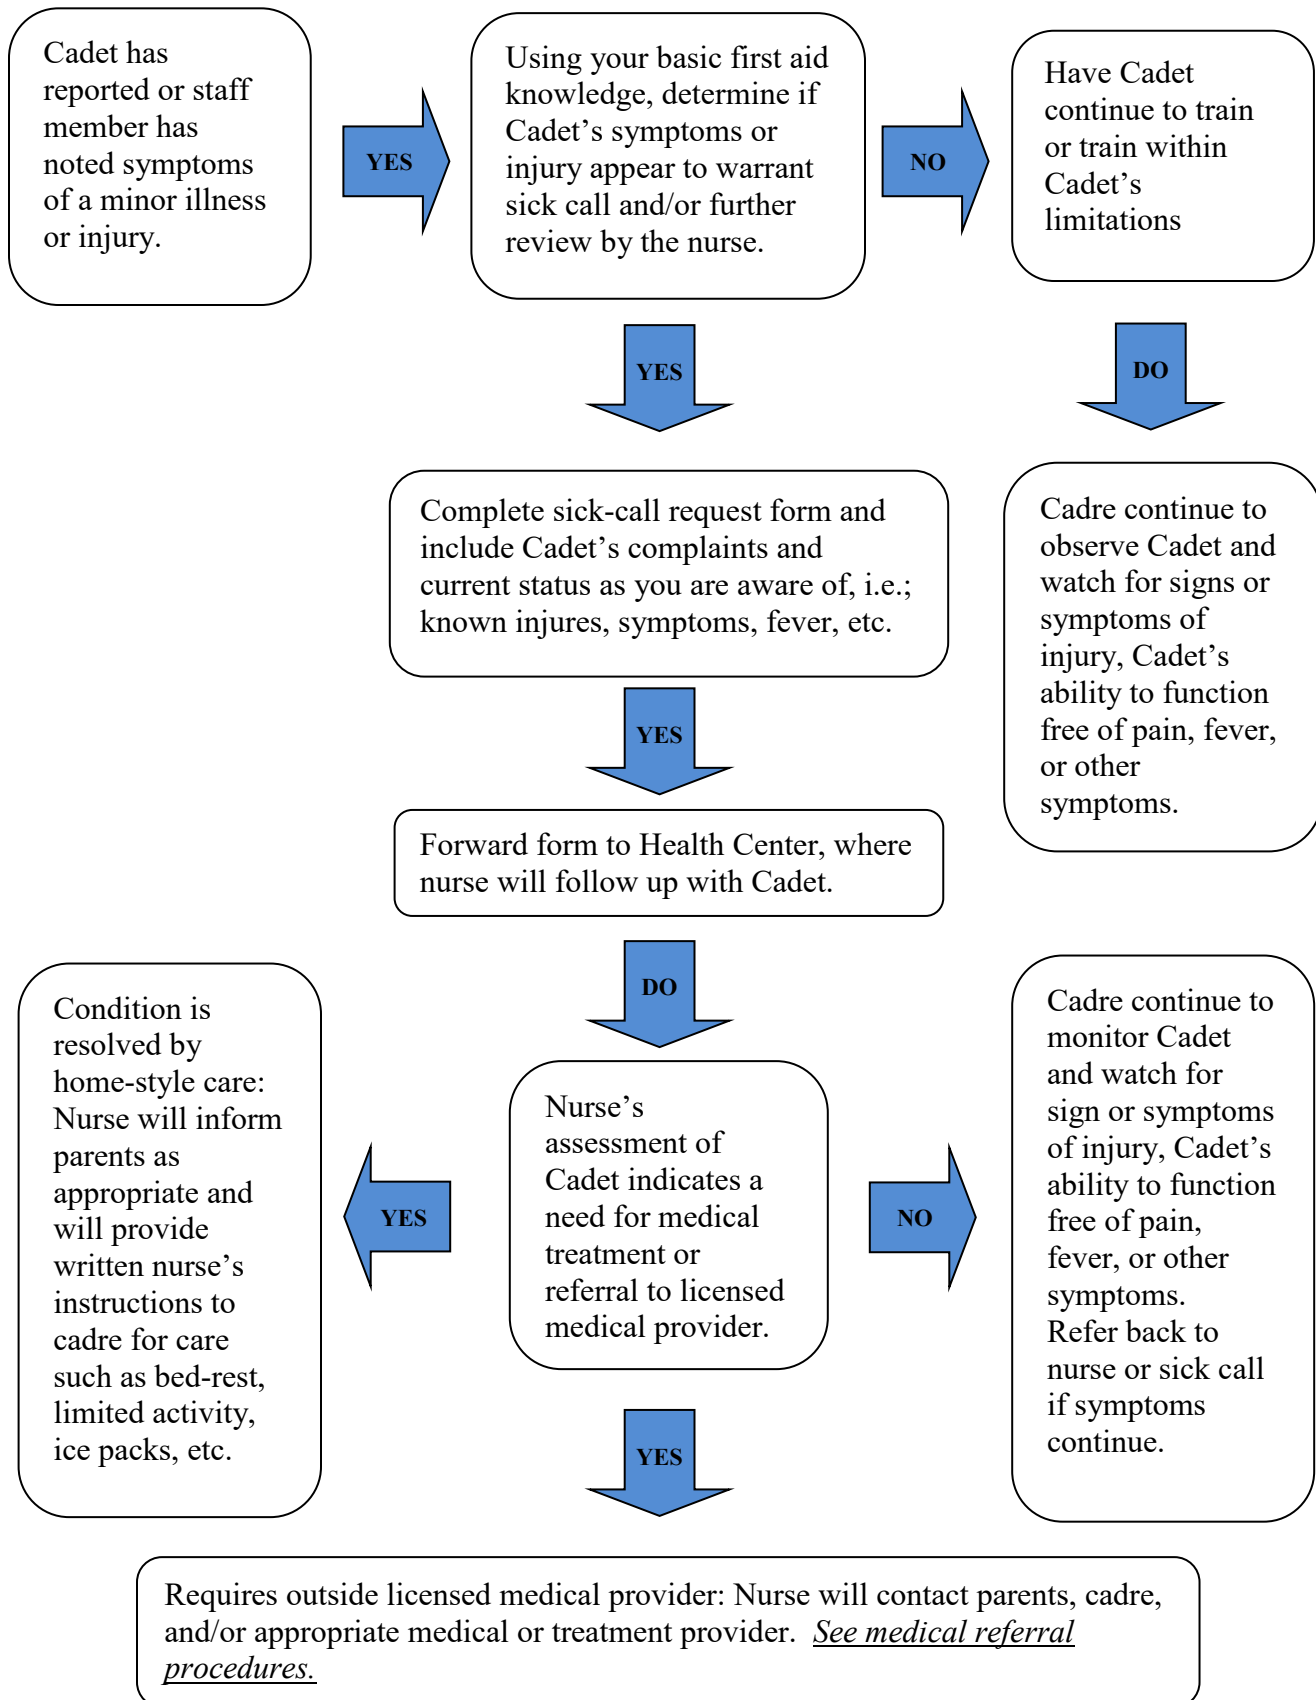 Cadet has
reported or staff
member has
noted symptoms
of a minor illness
or injury.
YES
Using your basic first aid
knowledge, determine if
Cadet’s symptoms or
injury appear to warrant
sick call and/or further
review by the nurse.
NO
Have Cadet
continue to train
or train within
Cadet’s
limitations
YES
DO
Complete sick-call request form and
include Cadet’s complaints and
current status as you are aware of, i.e.;
known injures, symptoms, fever, etc.
Cadre continue to
observe Cadet and
watch for signs or
symptoms of
injury, Cadet’s
ability to function
free of pain, fever,
or other
symptoms.
YES
Forward form to Health Center, where
nurse will follow up with Cadet.
DO
Condition is
resolved by
home-style care:
Nurse will inform
parents as
appropriate and
will provide
written nurse’s
instructions to
cadre for care
such as bed-rest,
limited activity,
ice packs, etc.
YES
Nurse’s
assessment of
Cadet indicates a
need for medical
treatment or
referral to licensed
medical provider.
NO
Cadre continue to
monitor Cadet
and watch for
sign or symptoms
of injury, Cadet’s
ability to function
free of pain,
fever, or other
symptoms.
Refer back to
nurse or sick call
if symptoms
continue.
YES
Requires outside licensed medical provider: Nurse will contact parents, cadre,
and/or appropriate medical or treatment provider.  See medical referral
procedures.